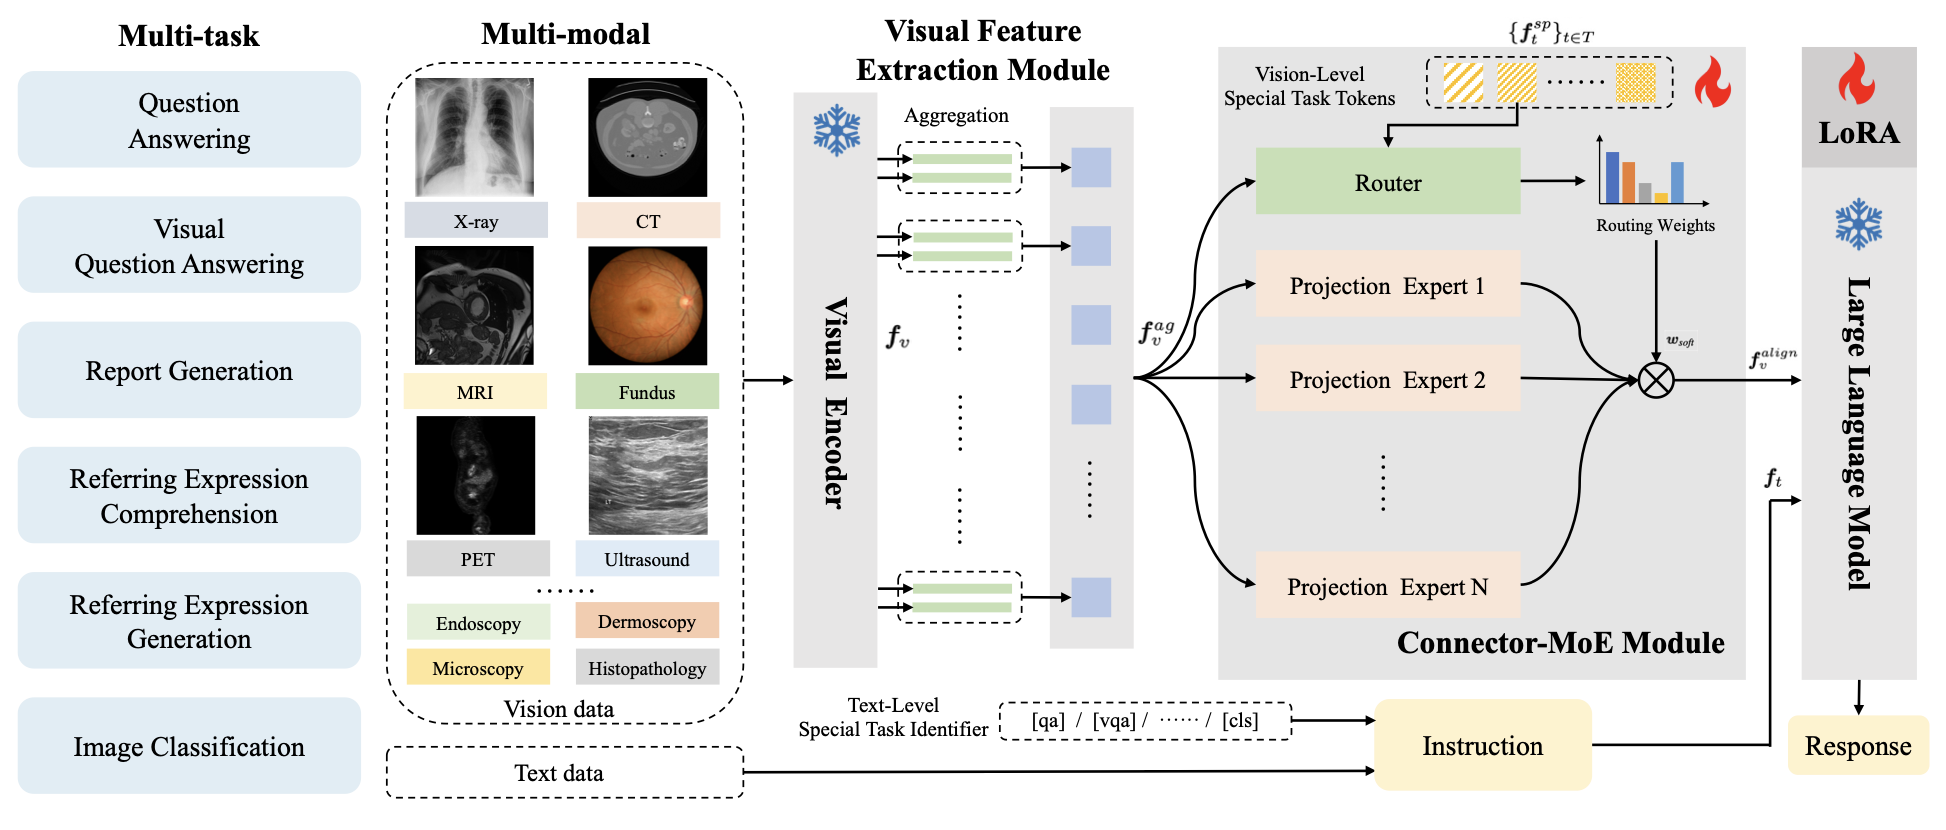 Multi-task
Question
Answering
Visual
Question Answering
Report Generation
Referring Expression
Comprehension
Referring Expression
Generation
Image Classification
Multi-modal
X-ray
CT
MRI
Fundus
PET
Ultrasound
......
Endoscopy
Dermoscopy
Microscopy
Histopathology
Vision data
Text data
Visual Feature
Extraction Module
Visual Encoder
Aggregation
f_v
f_v^{ag}
{f_t^{sp}}_{t∈T}
Vision-Level
Special Task Tokens
......
Router
Routing Weights
Projection Expert 1
Projection Expert 2
Projection Expert N
w_{soft}
Connector-MoE Module
f_v^{align}
f_t
LoRA
Large Language Model
Text-Level
Special Task Identifier
[qa] / [vqa] / ...... / [cls]
Instruction
Response